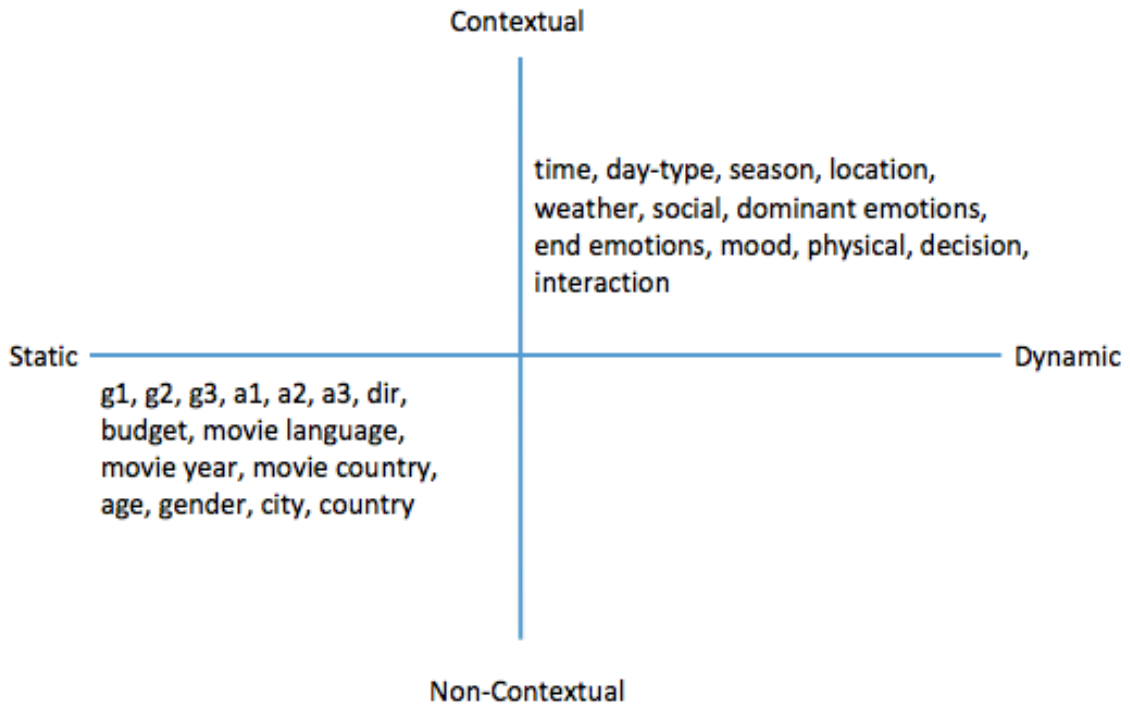 Contextual
time, day-type, season, location,
weather, social, dominant emotions,
end emotions, mood, physical, decision,
interaction
Static
Dynamic
g1, g2, g3, a1, a2, a3, dir,
budget, movie language,
movie year, movie country,
age, gender, city, country
Non-Contextual